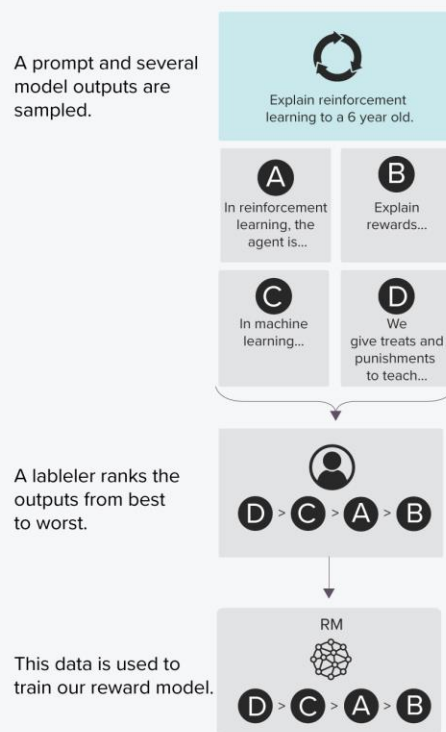 A prompt and several
model outputs are
sampled.
Explain reinforcement
learning to a 6 year old.
A
In reinforcement
learning, the
agent is...
B
Explain
rewards...
C
In machine
learning...
D
We
give treats and
punishments
to teach...
A lableler ranks the
outputs from best
to worst.
D > C > A > B
This data is used to
train our reward model.
RM
D > C > A > B